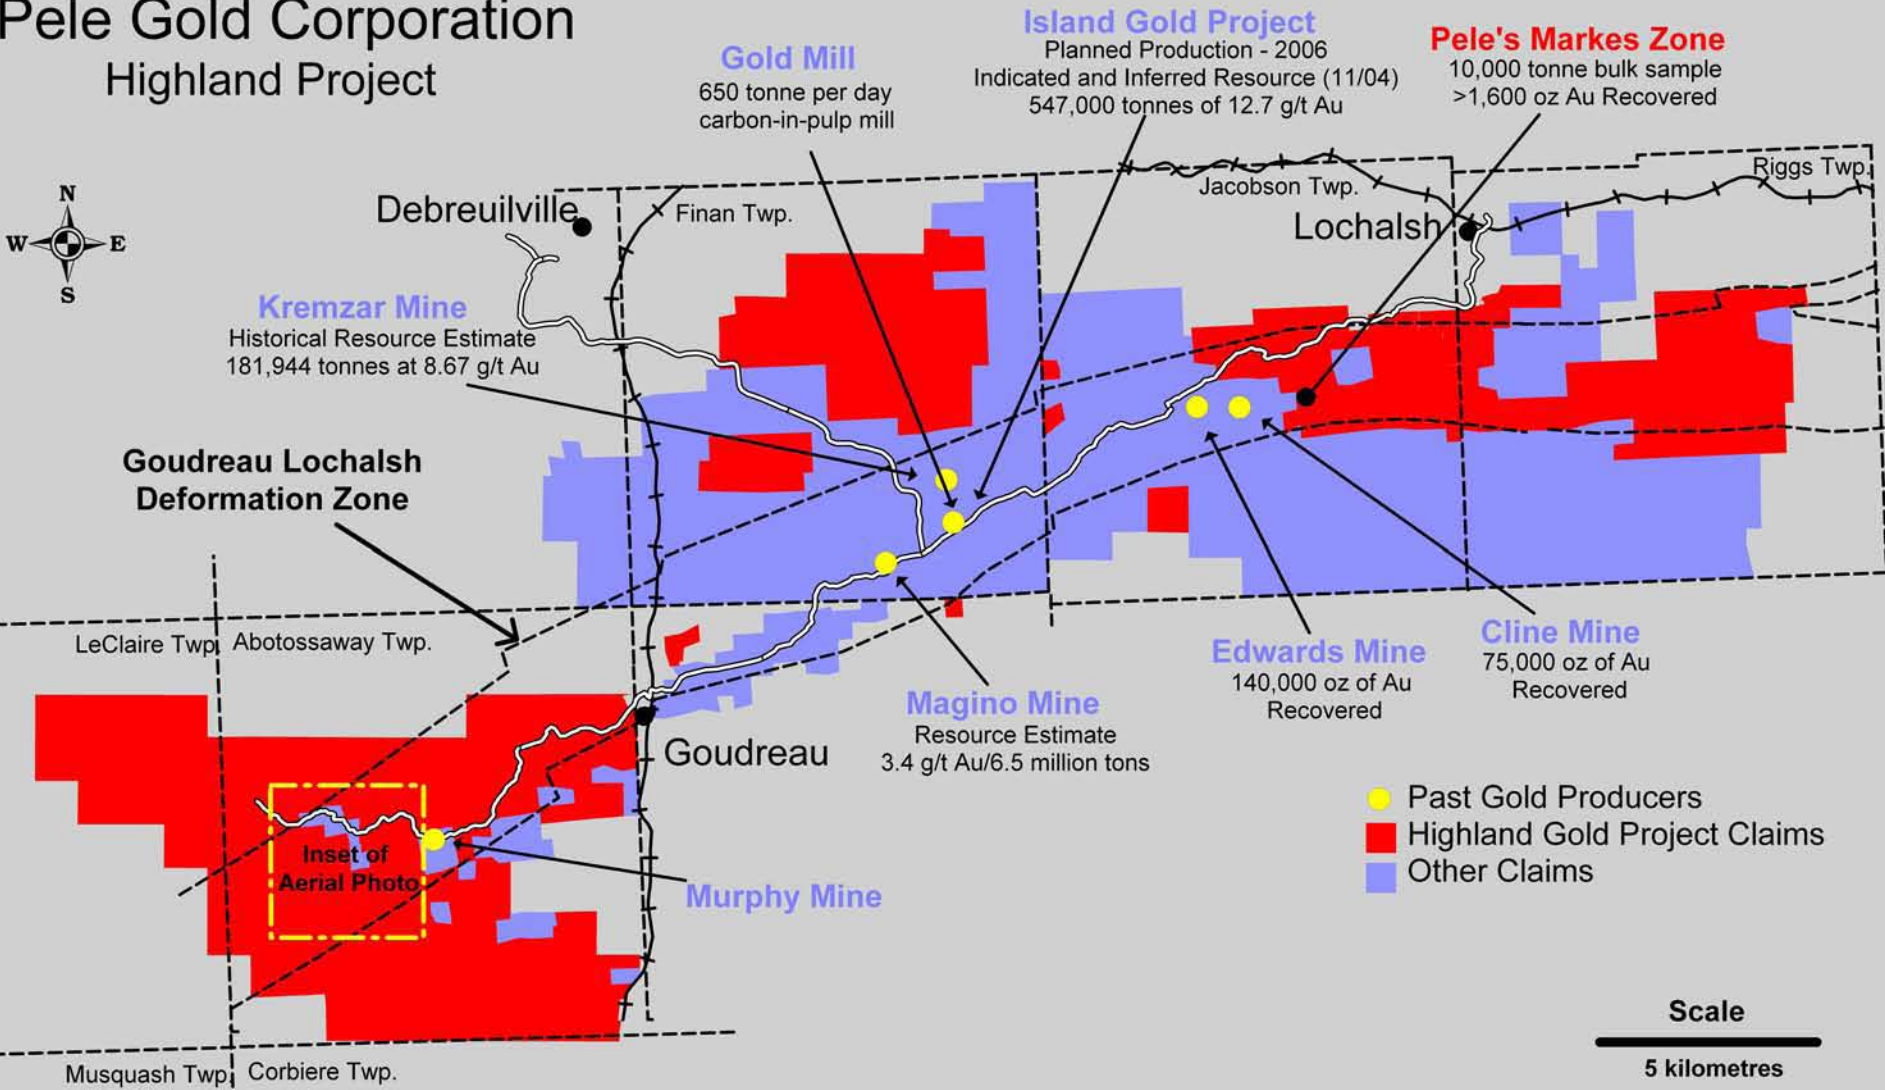 Pele Gold Corporation
Highland Project
Gold Mill
650 tonne per day
carbon-in-pulp mill
Island Gold Project
Planned Production - 2006
Indicated and Inferred Resource (11/04)
547,000 tonnes of 12.7 g/t Au
Pele's Markes Zone
10,000 tonne bulk sample
>1,600 oz Au Recovered
N
W
E
S
Debreuilville
Finan Twp.
Jacobson Twp.
Riggs Twp.
Lochalsh
Kremzar Mine
Historical Resource Estimate
181,944 tonnes at 8.67 g/t Au
Goudreau Lochalsh
Deformation Zone
LeClaire Twp.
Abotossaway Twp.
Edwards Mine
140,000 oz of Au
Recovered
Cline Mine
75,000 oz of Au
Recovered
Magino Mine
Resource Estimate
3.4 g/t Au/6.5 million tons
Goudreau
Inset of
Aerial Photo
Murphy Mine
Past Gold Producers
Highland Gold Project Claims
Other Claims
Scale
5 kilometres
Musquash Twp.
Corbiere Twp.